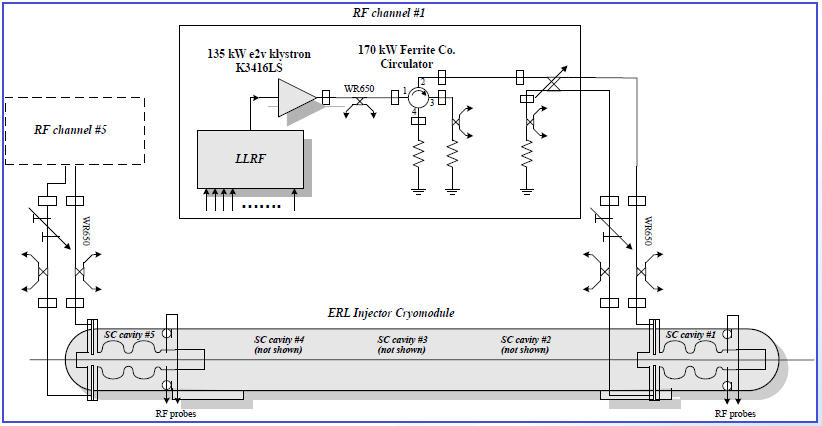 RF channel #1
135 kW e2v klystron
K3416LS
170 kW Ferrite Co.
Circulator
WR650
1
2
3
4
RF channel #5
LLRF
.......
WR650
WR650
ERL Injector Cryomodule
SC cavity #5
SC cavity #4
(not shown)
SC cavity #3
(not shown)
SC cavity #2
(not shown)
SC cavity #1
RF probes
RF probes